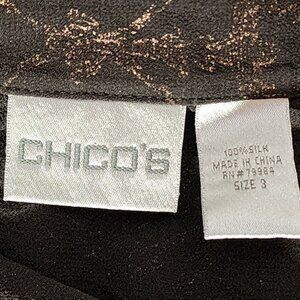 CHICO'S
100% SILK
MADE IN CHINA
RN# 79984
SIZE 3